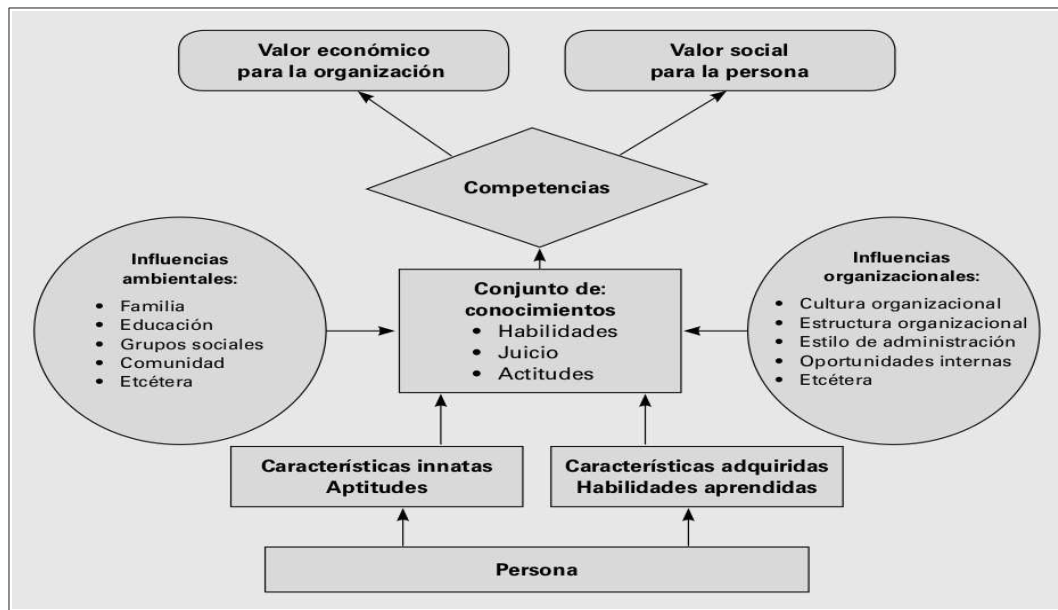 Valor económico
para la organización
Valor social
para la persona
Competencias
Influencias
ambientales:
• Familia
• Educación
• Grupos sociales
• Comunidad
• Etcétera
Conjunto de:
conocimientos
• Habilidades
• Juicio
• Actitudes
Influencias
organizacionales:
• Cultura organizacional
• Estructura organizacional
• Estilo de administración
• Oportunidades internas
• Etcétera
Características innatas
Aptitudes
Características adquiridas
Habilidades aprendidas
Persona